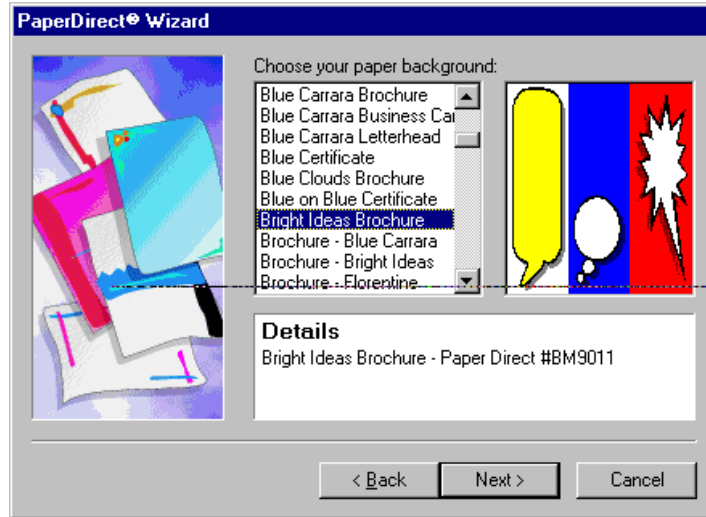 PaperDirect® Wizard
Choose your paper background:
Blue Carrara Brochure
Blue Carrara Business Ca
Blue Carrara Letterhead
Blue Certificate
Blue Clouds Brochure
Blue on Blue Certificate
Bright Ideas Brochure
Brochure - Blue Carrara
Brochure - Bright Ideas
Brochure - Florentine
Details
Bright Ideas Brochure - Paper Direct #BM9011
< Back
Next >
Cancel